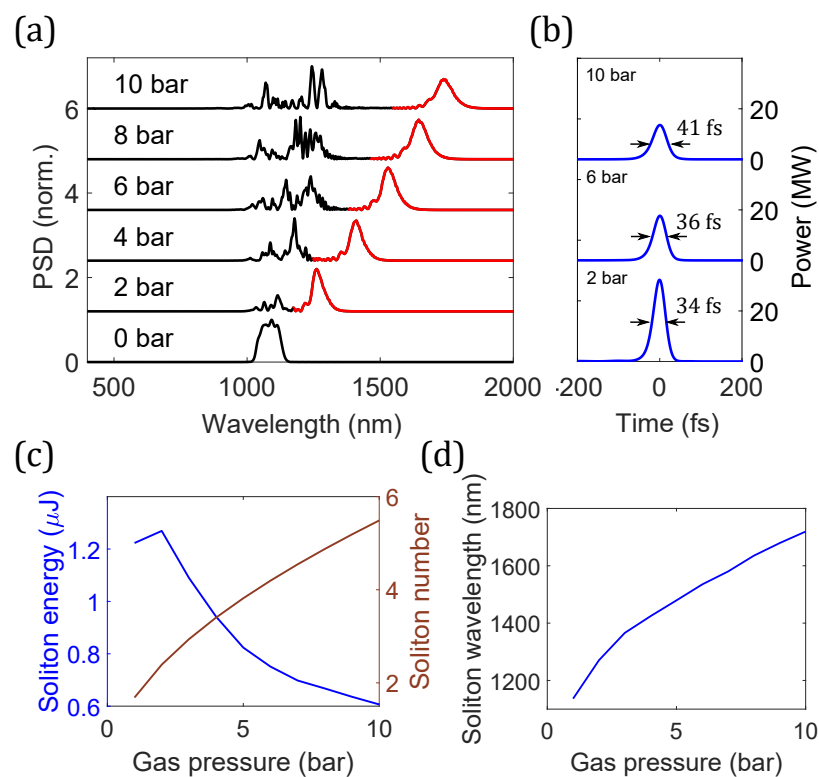 (a)
10 bar
8 bar
6 bar
4 bar
2 bar
0 bar
PSD (norm.)
6
4
2
0
500
1000
1500
2000
Wavelength (nm)
(b)
10 bar
41 fs
6 bar
36 fs
2 bar
34 fs
20
0
20
0
20
0
Power (MW)
-200
0
200
Time (fs)
(c)
Soliton energy (μJ)
1.2
1
0.8
0.6
6
4
2
Soliton number
0
5
10
Gas pressure (bar)
(d)
Soliton wavelength (nm)
1800
1600
1400
1200
0
5
10
Gas pressure (bar)